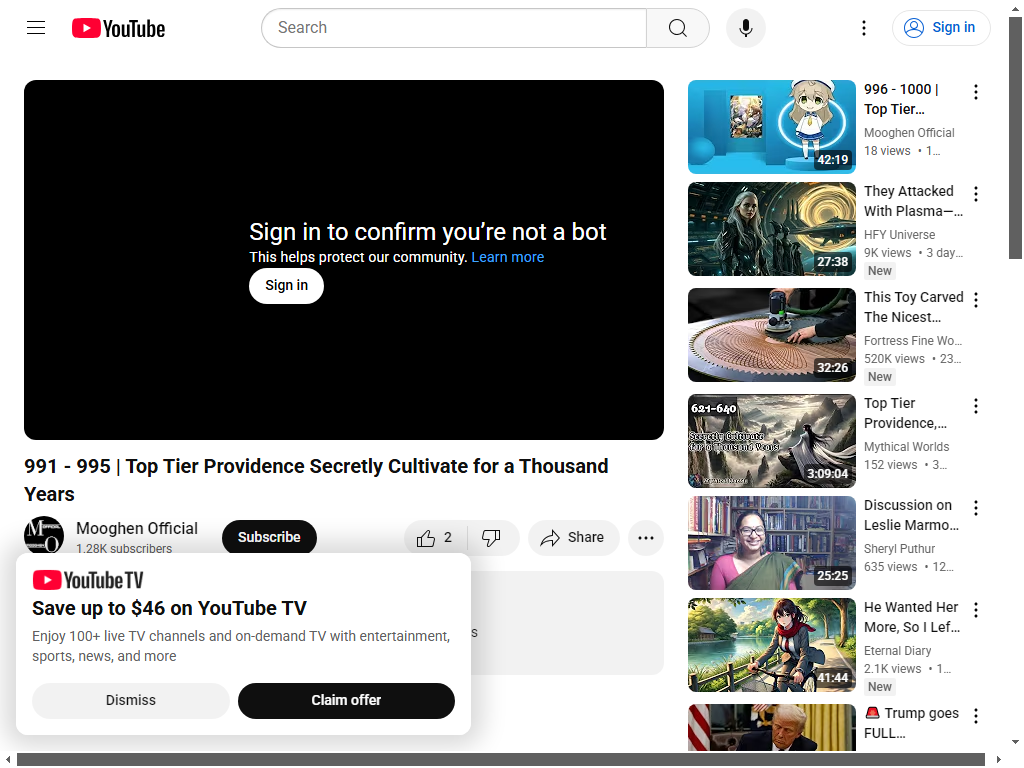 YouTube
Search
Sign in
Sign in to confirm you’re not a bot
This helps protect our community. Learn more
Sign in
991 - 995 | Top Tier Providence Secretly Cultivate for a Thousand
Years
Mooghen Official
1.28K subscribers
Subscribe
2
Share
s
YouTube TV
Save up to $46 on YouTube TV
Enjoy 100+ live TV channels and on-demand TV with entertainment,
sports, news, and more
Dismiss
Claim offer
42:19
996 - 1000 |
Top Tier…
Mooghen Official
18 views • 1…
27:38
They Attacked
With Plasma—…
HFY Universe
9K views • 3 day…
New
32:26
This Toy Carved
The Nicest…
Fortress Fine Wo…
520K views • 23…
New
621-640
Secretly Cultivate
for a Thousand Years
Mythical Worlds
3:09:04
Top Tier
Providence,…
Mythical Worlds
152 views • 3…
25:25
Discussion on
Leslie Marmo…
Sheryl Puthur
635 views • 12…
41:44
He Wanted Her
More, So I Lef…
Eternal Diary
2.1K views • 1…
New
🚨 Trump goes
FULL…